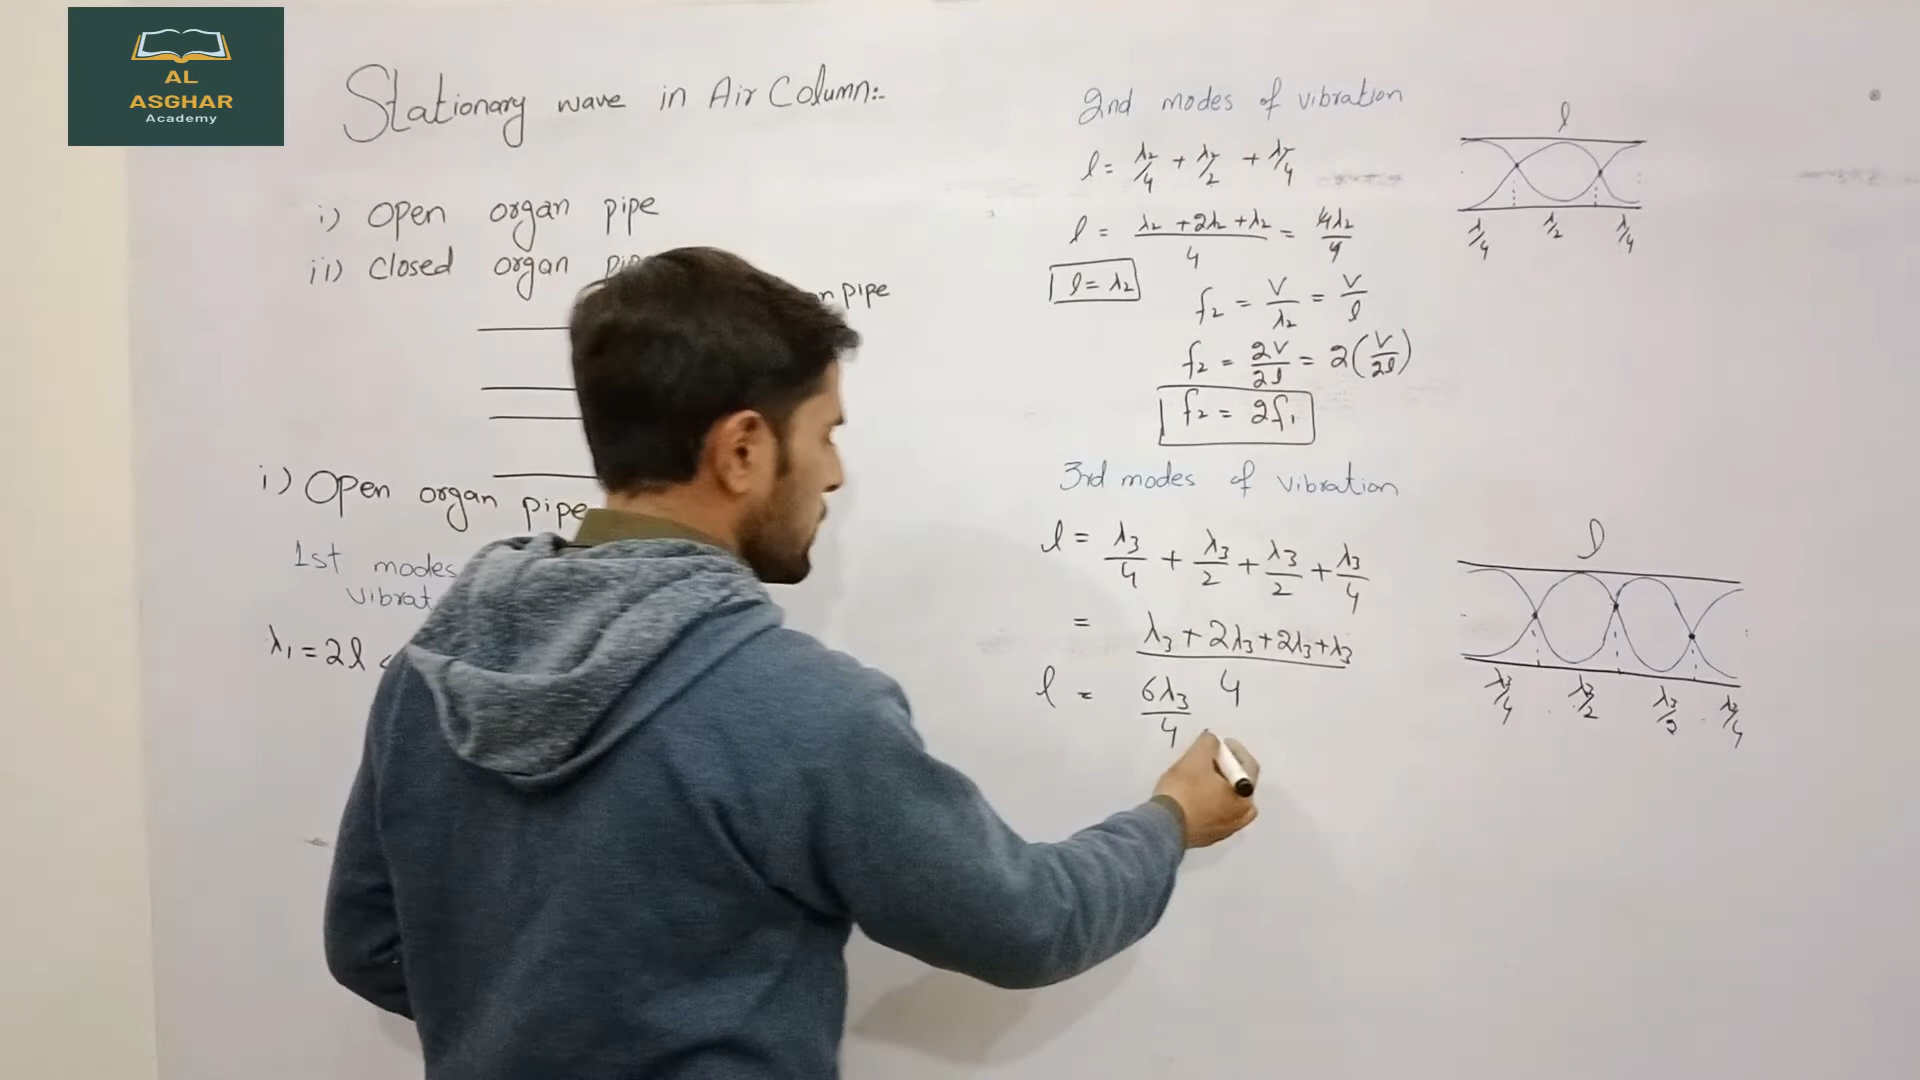 AL
ASGHAR
Academy
Stationary wave in Air Column:-
i) Open organ pipe
ii) Closed organ
pipe
i) Open organ pipe
1st modes
λ₁ = 2l
2nd modes of vibration
l = λ₂/4 + λ₂/2 + λ₂/4
l = (λ₂ + 2λ₂ + λ₂)/4 = 4λ₂/4
l = λ₂
f₂ = V/λ₂ = V/l
f₂ = 2V/2l = 2(V/2l)
f₂ = 2f₁
l
λ/4 λ/2 λ/4
3rd modes of vibration
l = λ₃/4 + λ₃/2 + λ₃/2 + λ₃/4
= (λ₃ + 2λ₃ + 2λ₃ + λ₃)/4
l = 6λ₃/4
l
λ₃/4 λ₃/2 λ₃/2 λ₃/4